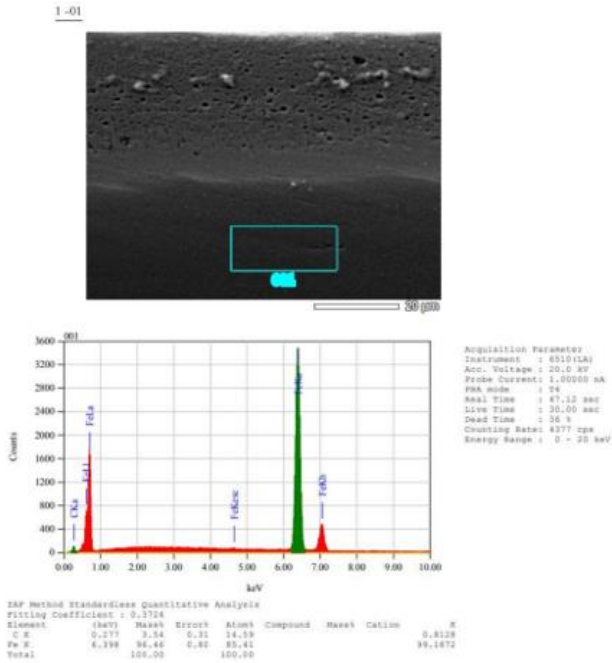 1 -01
001
20 μm
001
3600
3200
2800
2400
2000
1600
1200
800
400
0
Counts
CKa
FeLl
FeLa
FeKesc
FeKa
FeKb
0.00 1.00 2.00 3.00 4.00 5.00 6.00 7.00 8.00 9.00 10.00
keV
Acquisition Parameter
Instrument : 6510(LA)
Acc. Voltage : 20.0 kV
Probe Current: 1.00000 nA
PHA mode : T4
Real Time : 47.12 sec
Live Time : 30.00 sec
Dead Time : 36 %
Counting Rate: 4377 cps
Energy Range : 0 - 20 keV
ZAF Method Standardless Quantitative Analysis
Fitting Coefficient : 0.3724
Element (keV) Mass% Error% Atom% Compound Mass% Cation K
C K 0.277 3.54 0.31 14.59 0.8128
Fe K 6.398 96.46 0.80 85.41 99.1872
Total 100.00 100.00